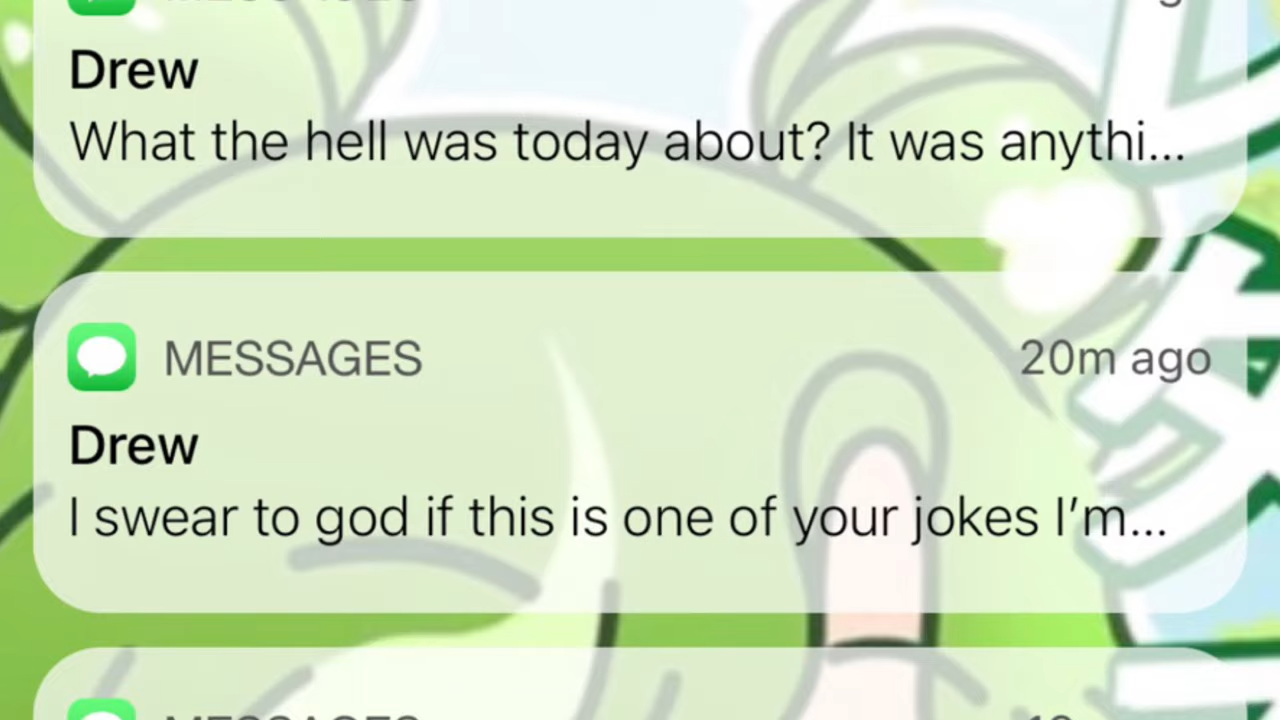 Drew
What the hell was today about? It was anythi...
MESSAGES
20m ago
Drew
I swear to god if this is one of your jokes I’m...
MESSAGES